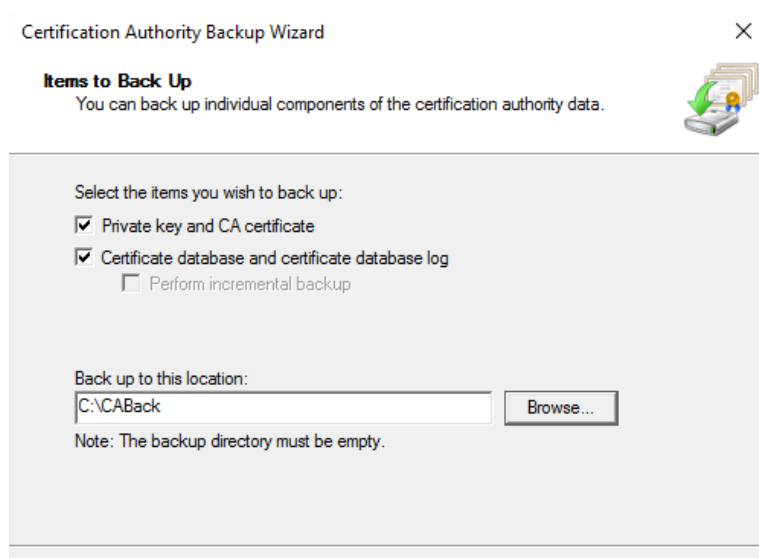 Certification Authority Backup Wizard
Items to Back Up
You can back up individual components of the certification authority data.
Select the items you wish to back up:
Private key and CA certificate
Certificate database and certificate database log
Perform incremental backup
Back up to this location:
C:\CABack
Browse...
Note: The backup directory must be empty.